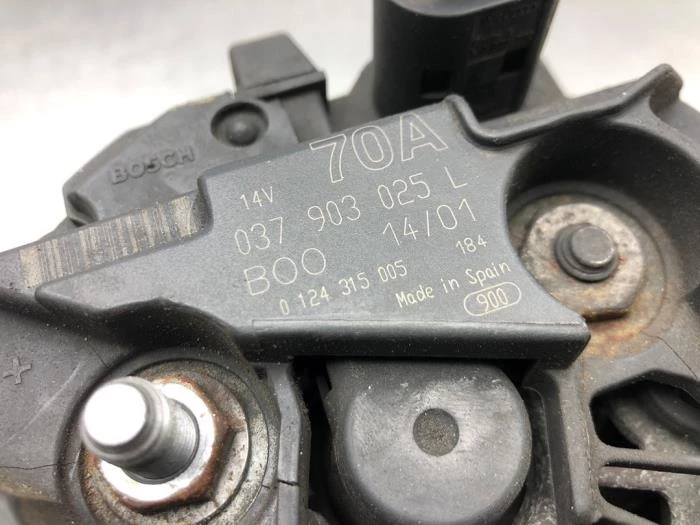 BOSCH
14V 70A
037 903 025 L
BOO 14/01
0 124 315 005 184
Made in Spain
900
+